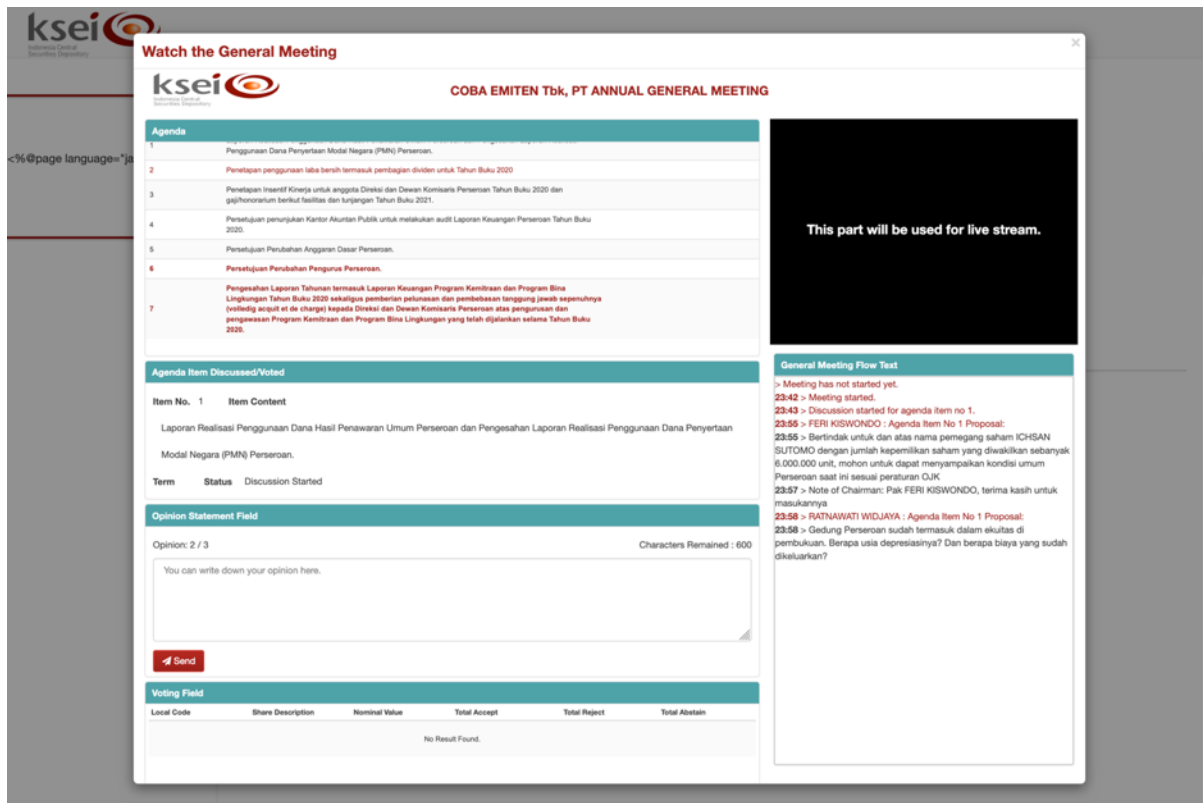 ksei
Indonesia Central
Securities Depository
<%@page language="ja
Watch the General Meeting
×
ksei
Indonesia Central
Securities Depository
COBA EMITEN Tbk, PT ANNUAL GENERAL MEETING
Agenda
1
Penggunaan Dana Penyertaan Modal Negara (PMN) Perseroan.
2 Penetapan penggunaan laba bersih termasuk pembagian dividen untuk Tahun Buku 2020
3 Penetapan Insentif Kinerja untuk anggota Direksi dan Dewan Komisaris Perseroan Tahun Buku 2020 dan
gaji/honorarium berikut fasilitas dan tunjangan Tahun Buku 2021.
4 Persetujuan penunjukan Kantor Akuntan Publik untuk melakukan audit Laporan Keuangan Perseroan Tahun Buku
2020.
5 Persetujuan Perubahan Anggaran Dasar Perseroan.
6 Persetujuan Perubahan Pengurus Perseroan.
7 Pengesahan Laporan Tahunan termasuk Laporan Keuangan Program Kemitraan dan Program Bina
Lingkungan Tahun Buku 2020 sekaligus pemberian pelunasan dan pembebasan tanggung jawab sepenuhnya
(volledig acquit et de charge) kepada Direksi dan Dewan Komisaris Perseroan atas pengurusan dan
pengawasan Program Kemitraan dan Program Bina Lingkungan yang telah dijalankan selama Tahun Buku
2020.
This part will be used for live stream.
Agenda Item Discussed/Voted
Item No. 1 Item Content
Laporan Realisasi Penggunaan Dana Hasil Penawaran Umum Perseroan dan Pengesahan Laporan Realisasi Penggunaan Dana Penyertaan
Modal Negara (PMN) Perseroan.
Term Status Discussion Started
Opinion Statement Field
Opinion: 2 / 3 Characters Remained : 600
You can write down your opinion here.
Send
Voting Field
Local Code Share Description Nominal Value Total Accept Total Reject Total Abstain
No Result Found.
General Meeting Flow Text
> Meeting has not started yet.
23:42 > Meeting started.
23:43 > Discussion started for agenda item no 1.
23:55 > FERI KISWONDO : Agenda Item No 1 Proposal:
23:55 > Bertindak untuk dan atas nama pemegang saham ICHSAN
SUTOMO dengan jumlah kepemilikan saham yang diwakilkan sebanyak
6.000.000 unit, mohon untuk dapat menyampaikan kondisi umum
Perseroan saat ini sesuai peraturan OJK
23:57 > Note of Chairman: Pak FERI KISWONDO, terima kasih untuk
masukannya
23:58 > RATNAWATI WIDJAYA : Agenda Item No 1 Proposal:
23:58 > Gedung Perseroan sudah termasuk dalam ekuitas di
pembukuan. Berapa usia depresiasinya? Dan berapa biaya yang sudah
dikeluarkan?